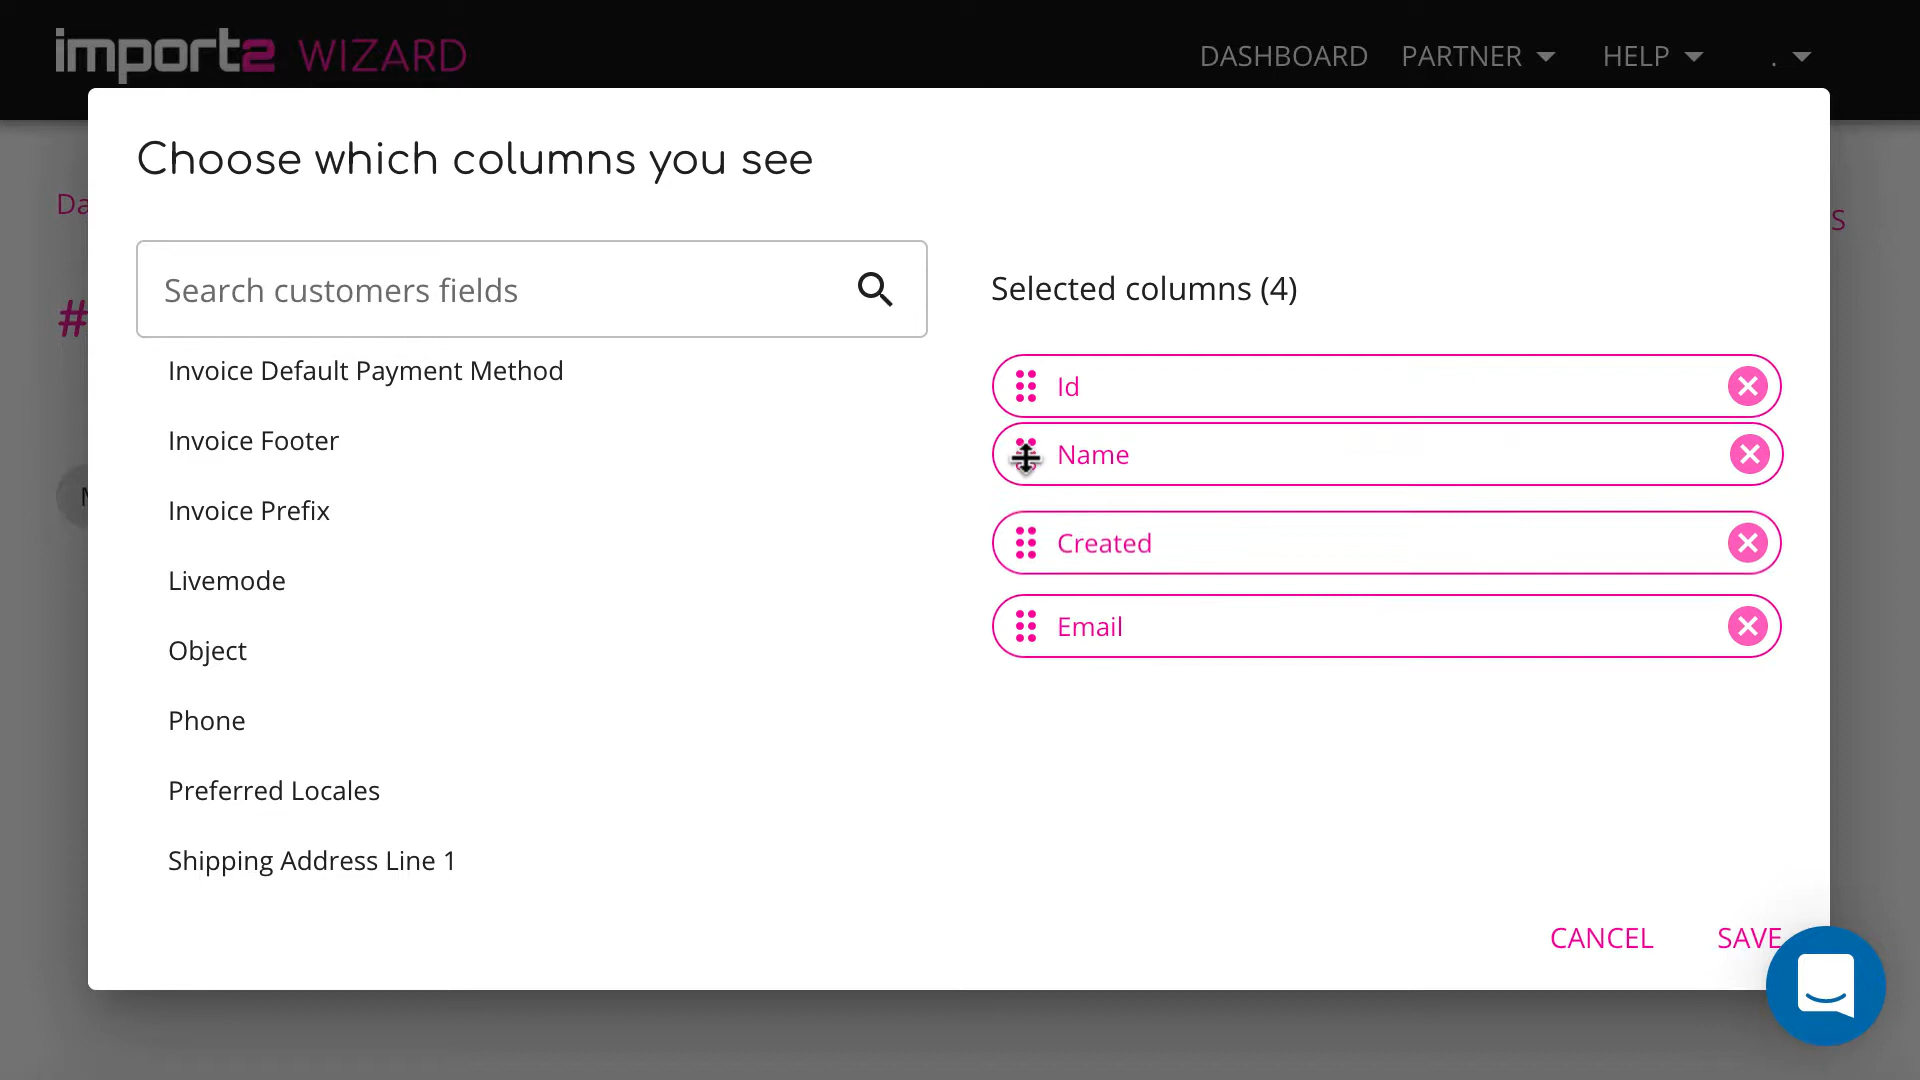 import2 WIZARD
DASHBOARD PARTNER HELP .
Da
S
#
Choose which columns you see
Search customers fields
Invoice Default Payment Method
Invoice Footer
Invoice Prefix
Livemode
Object
Phone
Preferred Locales
Shipping Address Line 1
Selected columns (4)
Id
Name
Created
Email
CANCEL SAVE